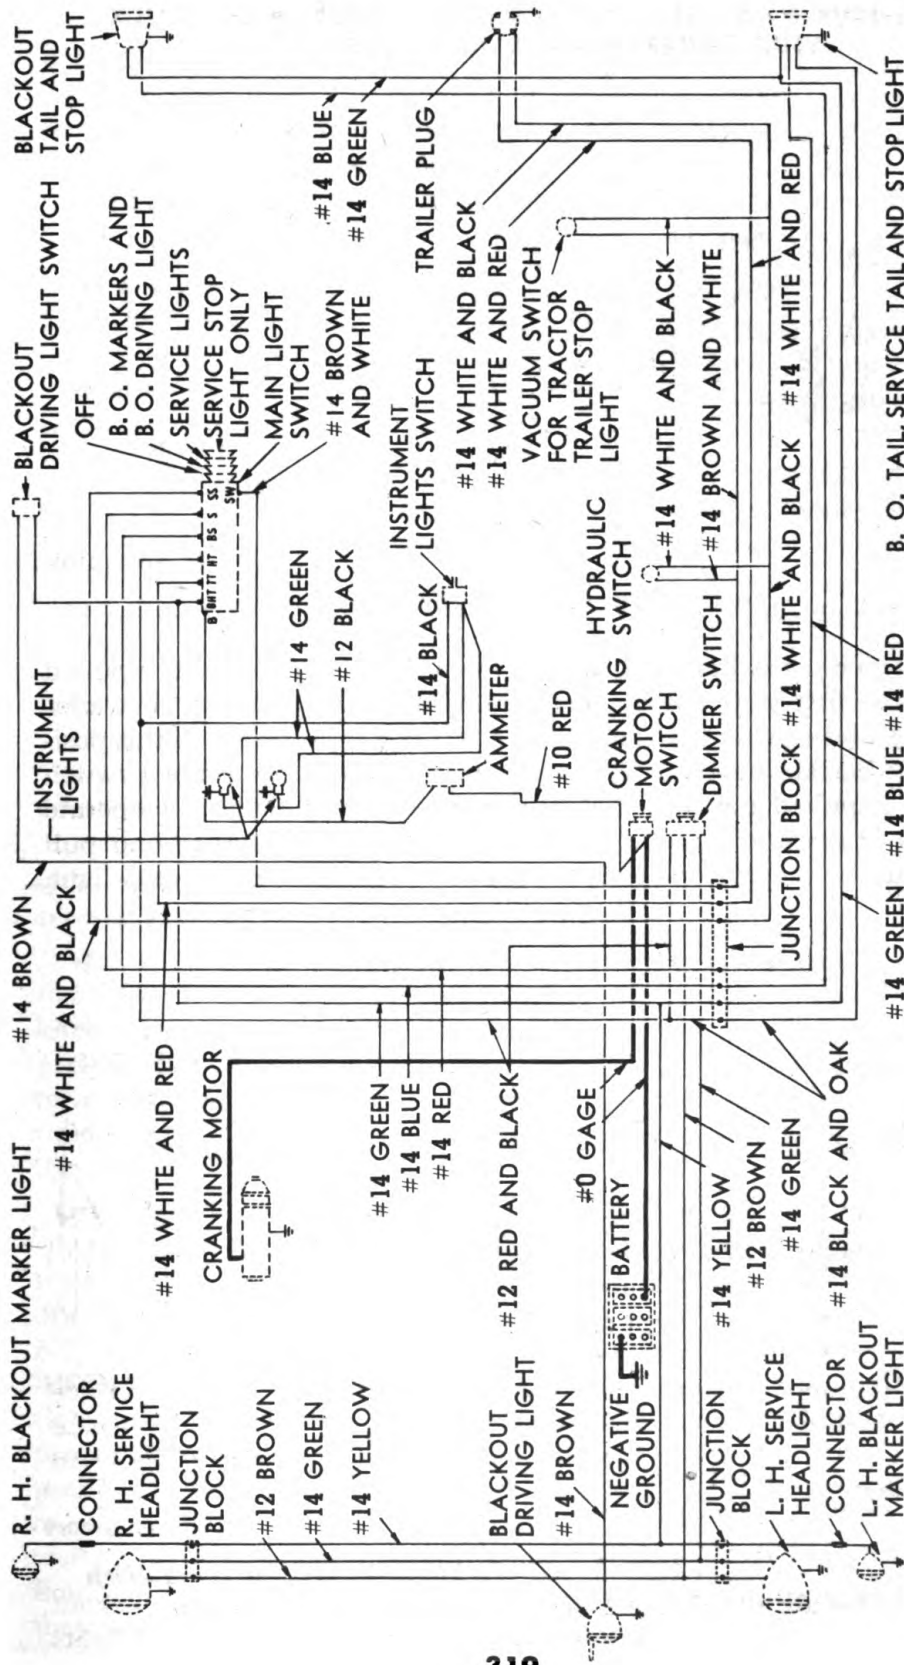 R. H. BLACKOUT MARKER LIGHT
CONNECTOR
R. H. SERVICE
HEADLIGHT
JUNCTION
BLOCK
#12 BROWN
#14 GREEN
#14 YELLOW
BLACKOUT
DRIVING LIGHT
#14 BROWN
NEGATIVE
GROUND
BATTERY
JUNCTION
BLOCK
L. H. SERVICE
HEADLIGHT
CONNECTOR
L. H. BLACKOUT
MARKER LIGHT
#14 BROWN
#14 WHITE AND BLACK
#14 WHITE AND RED
CRANKING MOTOR
#14 GREEN
#14 BLUE
#14 RED
#12 RED AND BLACK
#0 GAGE
#14 YELLOW
#12 BROWN
#14 GREEN
#14 BLACK AND OAK
INSTRUMENT
LIGHTS
BLACKOUT
DRIVING LIGHT SWITCH
OFF
B. O. MARKERS AND
B. O. DRIVING LIGHT
SERVICE LIGHTS
SERVICE STOP
LIGHT ONLY
MAIN LIGHT
SWITCH
B BHT TT HT BS S SS
SW
#14 BROWN
AND WHITE
#14 GREEN
#12 BLACK
INSTRUMENT
LIGHTS SWITCH
#14 BLACK
AMMETER
#10 RED
CRANKING
MOTOR
SWITCH
HYDRAULIC
SWITCH
DIMMER SWITCH
JUNCTION BLOCK
BLACKOUT
TAIL AND
STOP LIGHT
#14 BLUE
#14 GREEN
TRAILER PLUG
#14 WHITE AND BLACK
#14 WHITE AND RED
VACUUM SWITCH
FOR TRACTOR
TRAILER STOP
LIGHT
#14 WHITE AND BLACK
#14 BROWN AND WHITE
#14 WHITE AND BLACK
#14 WHITE AND RED
#14 GREEN
#14 BLUE
#14 RED
B. O. TAIL, SERVICE TAIL AND STOP LIGHT
319